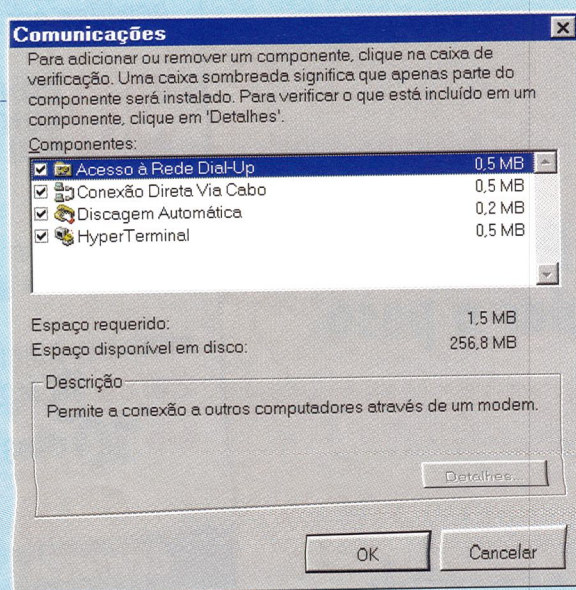 Comunicações
Para adicionar ou remover um componente, clique na caixa de
verificação. Uma caixa sombreada significa que apenas parte do
componente será instalado. Para verificar o que está incluído em um
componente, clique em 'Detalhes'.
Componentes:
Acesso à Rede Dial-Up 0,5 MB
Conexão Direta Via Cabo 0,5 MB
Discagem Automática 0,2 MB
HyperTerminal 0,5 MB
Espaço requerido: 1,5 MB
Espaço disponível em disco: 256,8 MB
Descrição
Permite a conexão a outros computadores através de um modem.
Detalhes...
OK Cancelar